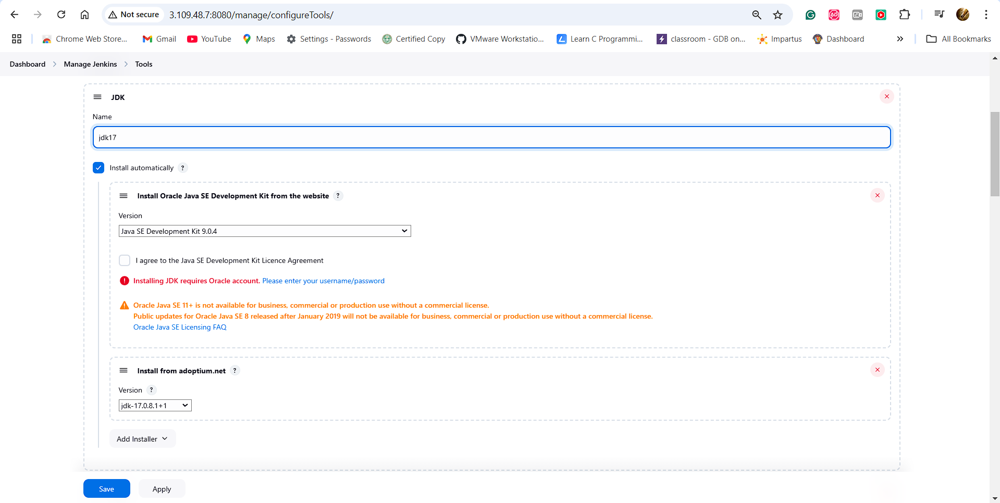 Not secure 3.109.48.7:8080/manage/configureTools/
Chrome Web Store... Gmail YouTube Maps Settings - Passwords Certified Copy VMware Workstatio... Learn C Programmi... classroom - GDB on... Impartus Dashboard All Bookmarks
Dashboard Manage Jenkins Tools
JDK
Name
jdk17
Install automatically ?
Install Oracle Java SE Development Kit from the website ?
Version
Java SE Development Kit 9.0.4
I agree to the Java SE Development Kit Licence Agreement
Installing JDK requires Oracle account. Please enter your username/password
Oracle Java SE 11+ is not available for business, commercial or production use without a commercial license.
Public updates for Oracle Java SE 8 released after January 2019 will not be available for business, commercial or production use without a commercial license.
Oracle Java SE Licensing FAQ
Install from adoptium.net ?
Version ?
jdk-17.0.8.1+1
Add Installer
Save Apply